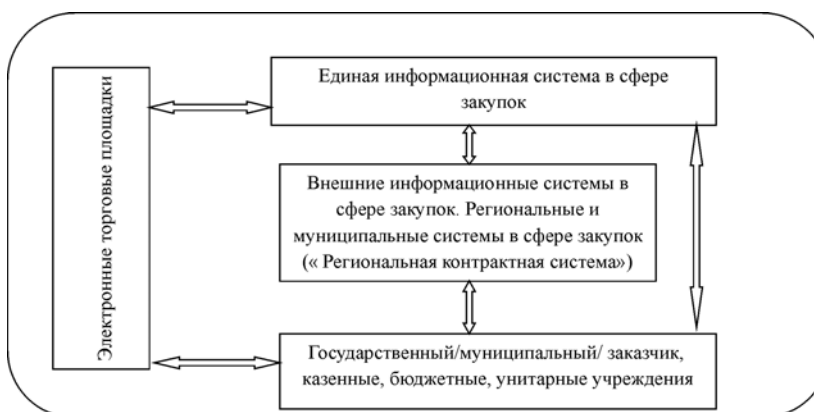 Электронные торговые площадки
Единая информационная система в сфере
закупок
Внешние информационные системы в
сфере закупок. Региональные и
муниципальные системы в сфере закупок
(« Региональная контрактная система»)
Государственный/муниципальный/ заказчик,
казенные, бюджетные, унитарные учреждения